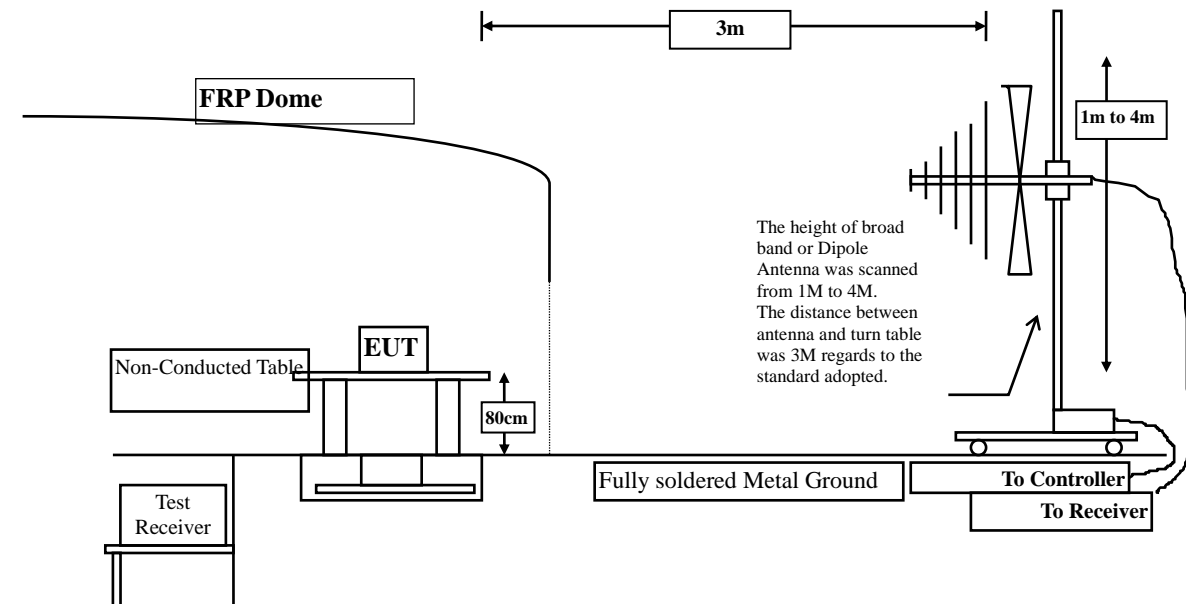 3m
FRP Dome
1m to 4m
The height of broad
band or Dipole
Antenna was scanned
from 1M to 4M.
The distance between
antenna and turn table
was 3M regards to the
standard adopted.
EUT
Non-Conducted Table
80cm
Fully soldered Metal Ground
To Controller
To Receiver
Test
Receiver